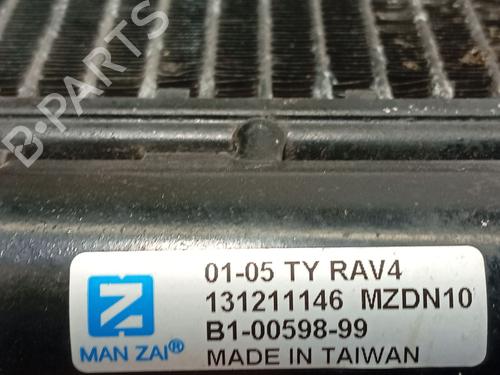 B-PARTS
01-05 TY RAV4
131211146 MZDN10
B1-00598-99
MAN ZAI® MADE IN TAIWAN